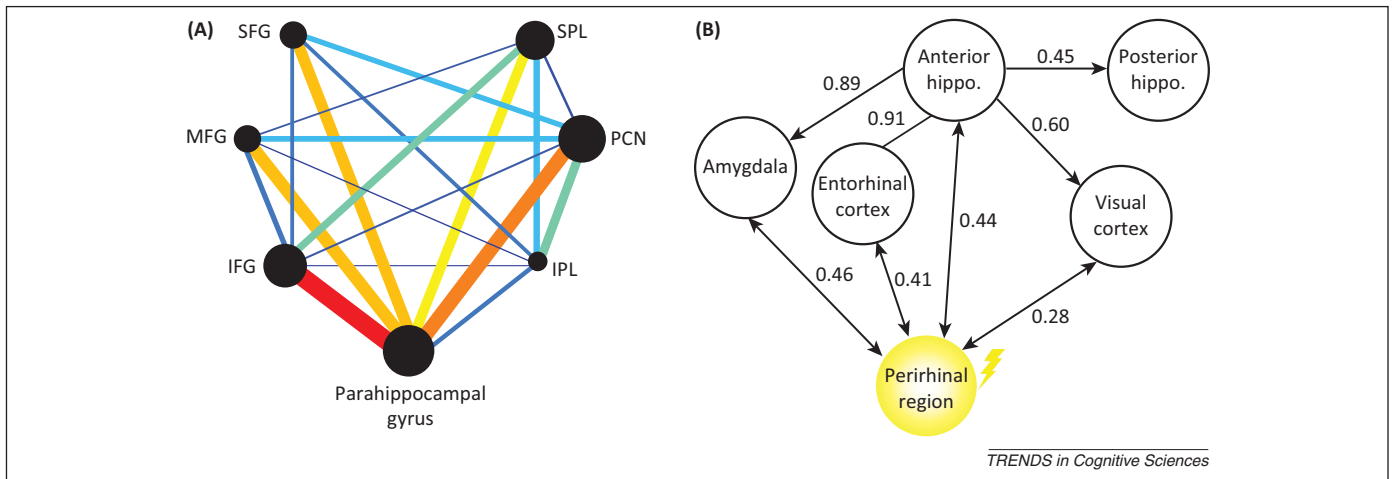 (A)
SFG
SPL
MFG
PCN
IFG
IPL
Parahippocampal
gyrus
(B)
Anterior
hippo.
0.45
Posterior
hippo.
0.89
0.91
0.60
Amygdala
Entorhinal
cortex
Visual
cortex
0.44
0.46
0.41
0.28
Perirhinal
region
TRENDS in Cognitive Sciences